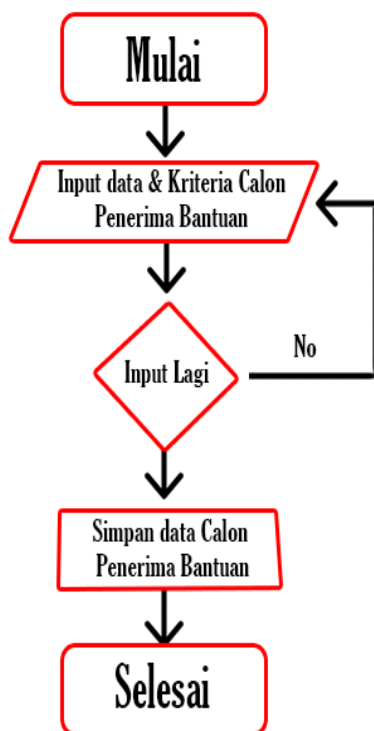 Mulai
Input data & Kriteria Calon
Penerima Bantuan
Input Lagi
No
Simpan data Calon
Penerima Bantuan
Selesai